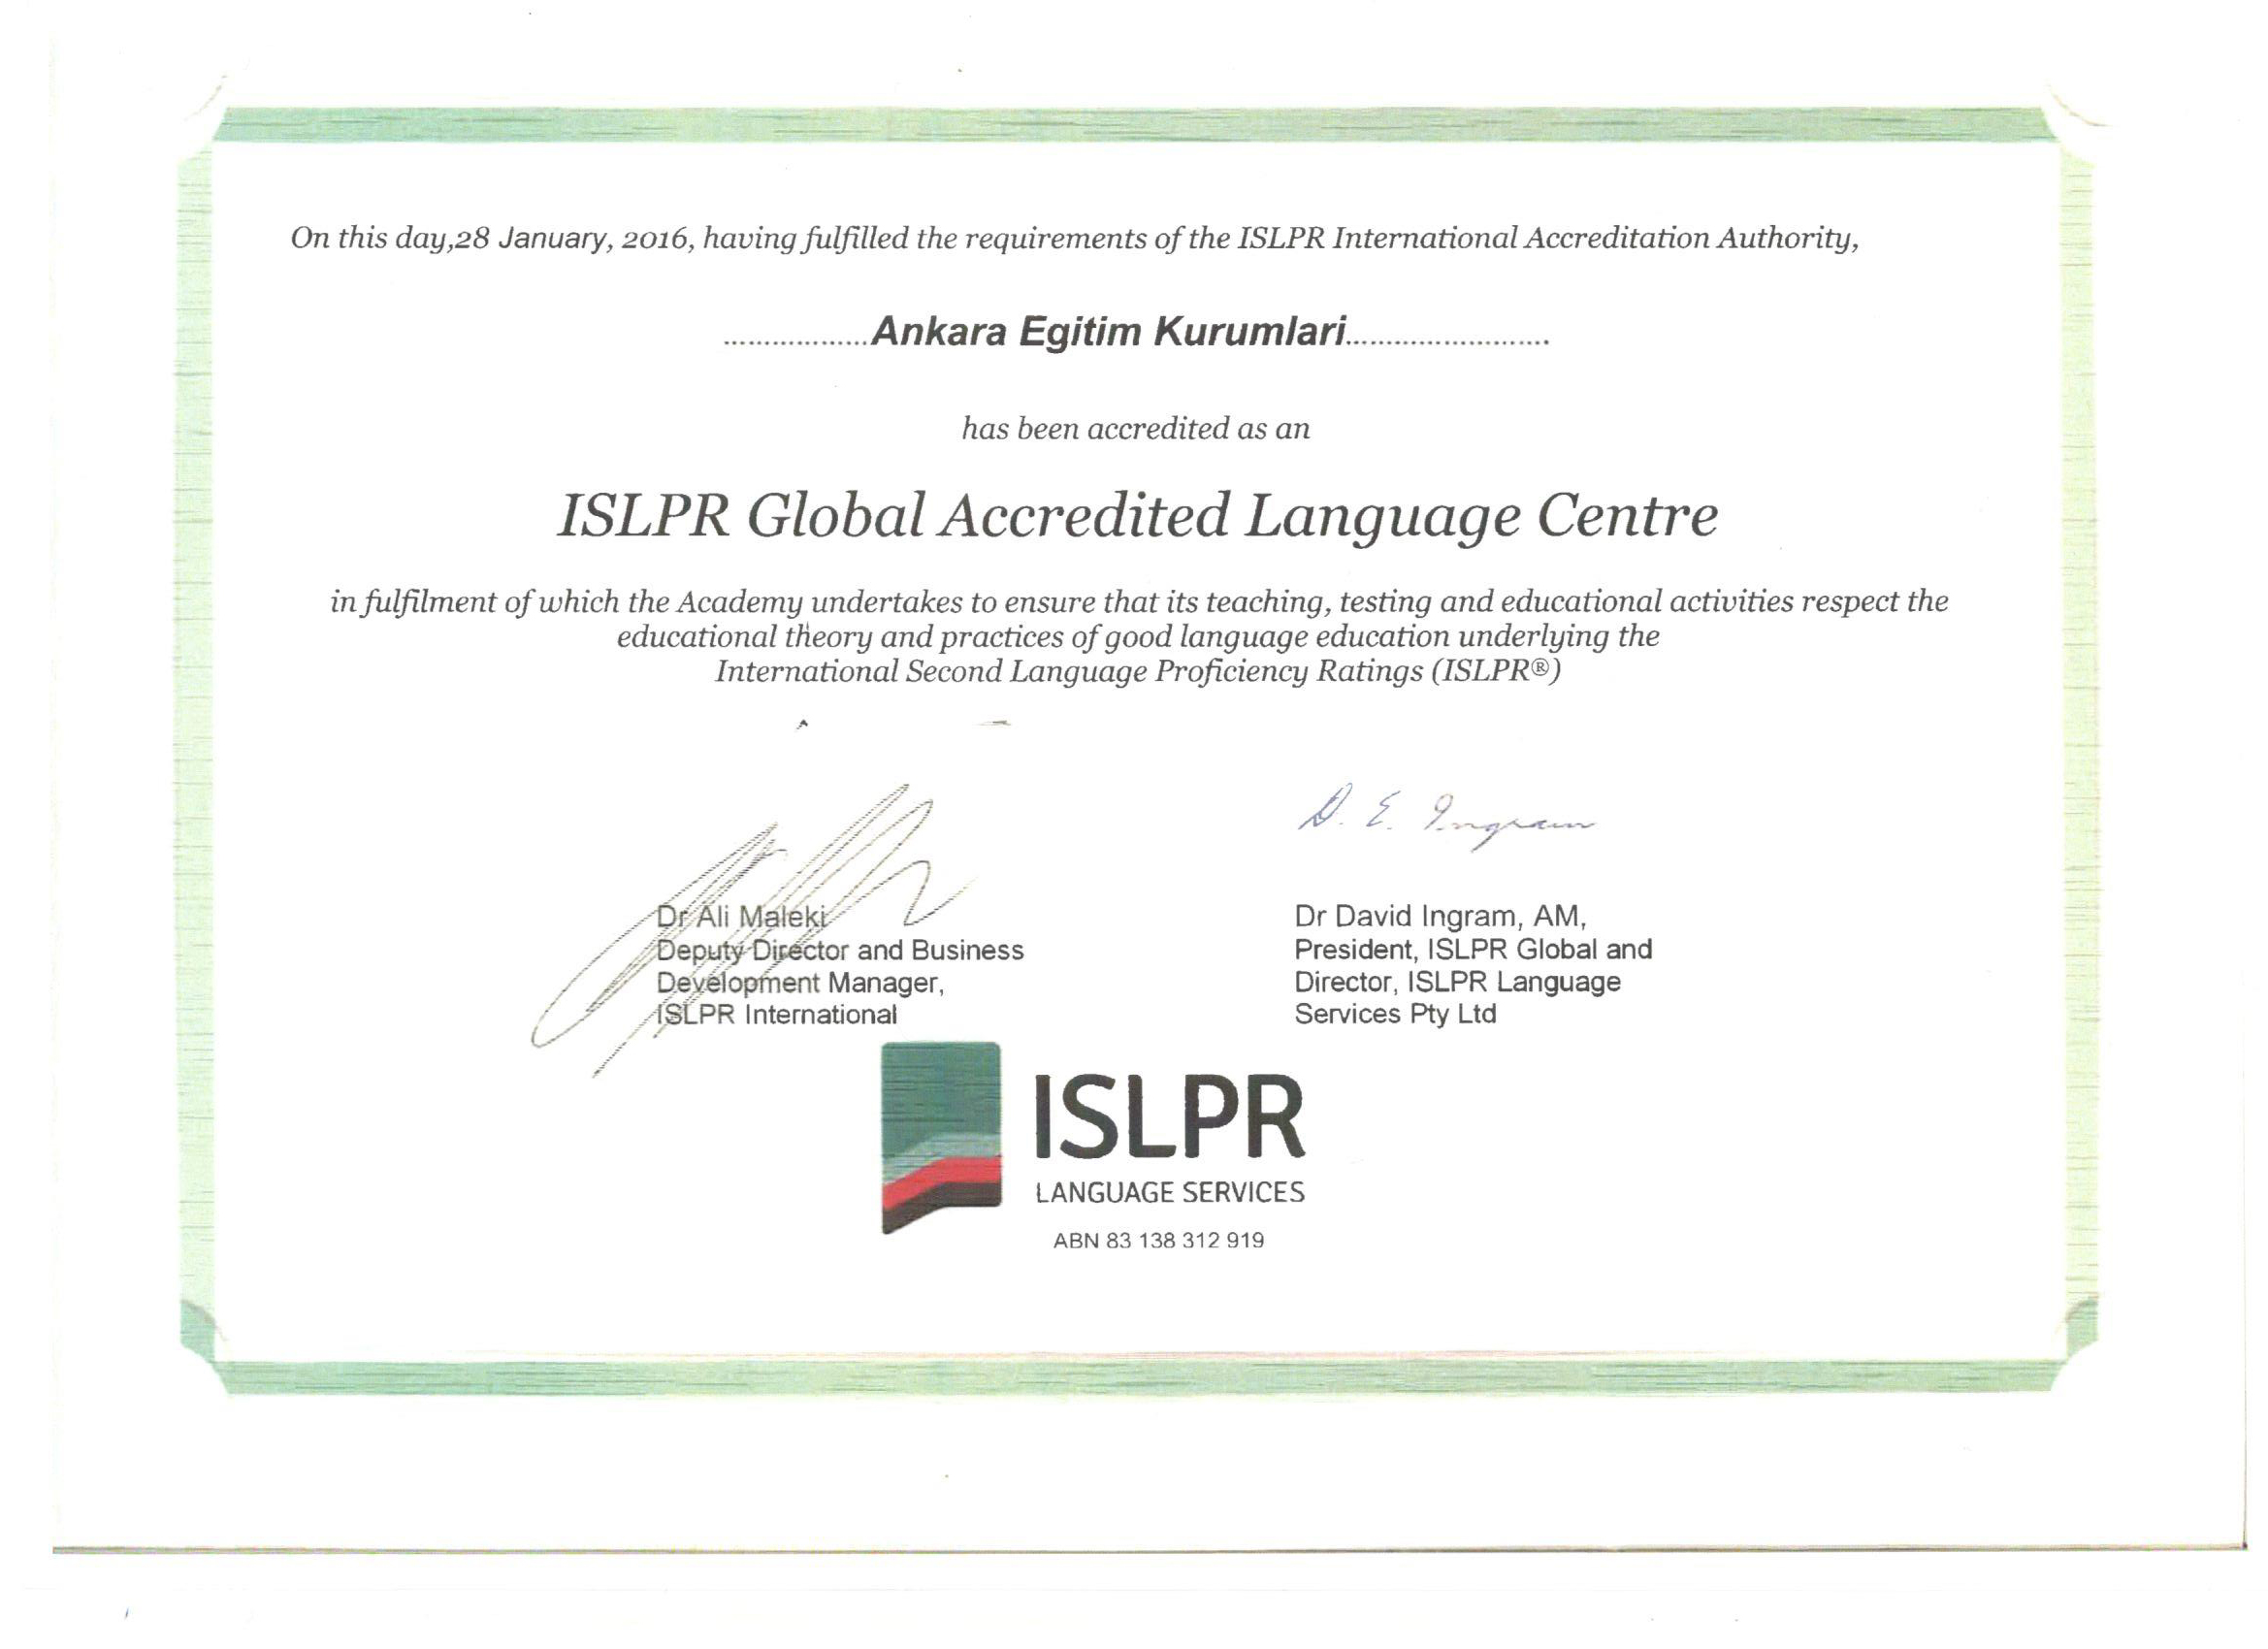 On this day,28 January, 2016, having fulfilled the requirements of the ISLPR International Accreditation Authority,
..................Ankara Egitim Kurumlari.........................
has been accredited as an
ISLPR Global Accredited Language Centre
in fulfilment of which the Academy undertakes to ensure that its teaching, testing and educational activities respect the
educational theory and practices of good language education underlying the
International Second Language Proficiency Ratings (ISLPR®)
D. E. Ingram
Dr Ali Maleki
Deputy Director and Business
Development Manager,
ISLPR International
Dr David Ingram, AM,
President, ISLPR Global and
Director, ISLPR Language
Services Pty Ltd
ISLPR
LANGUAGE SERVICES
ABN 83 138 312 919